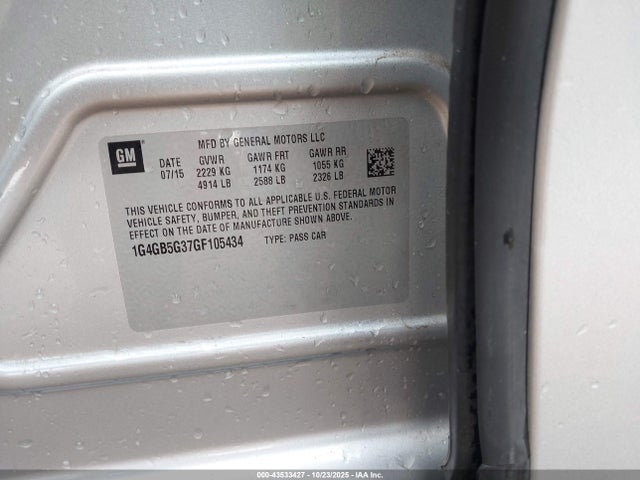 GM
MFD BY GENERAL MOTORS LLC
DATE GVWR GAWR FRT GAWR RR
07/15 2229 KG 1174 KG 1055 KG
4914 LB 2588 LB 2326 LB
THIS VEHICLE CONFORMS TO ALL APPLICABLE U.S. FEDERAL MOTOR
VEHICLE SAFETY, BUMPER, AND THEFT PREVENTION STANDARDS IN
EFFECT ON THE DATE OF MANUFACTURE SHOWN ABOVE.
1G4GB5G37GF105434 TYPE: PASS CAR
000-43533427 - 10/23/2025 - IAA Inc.